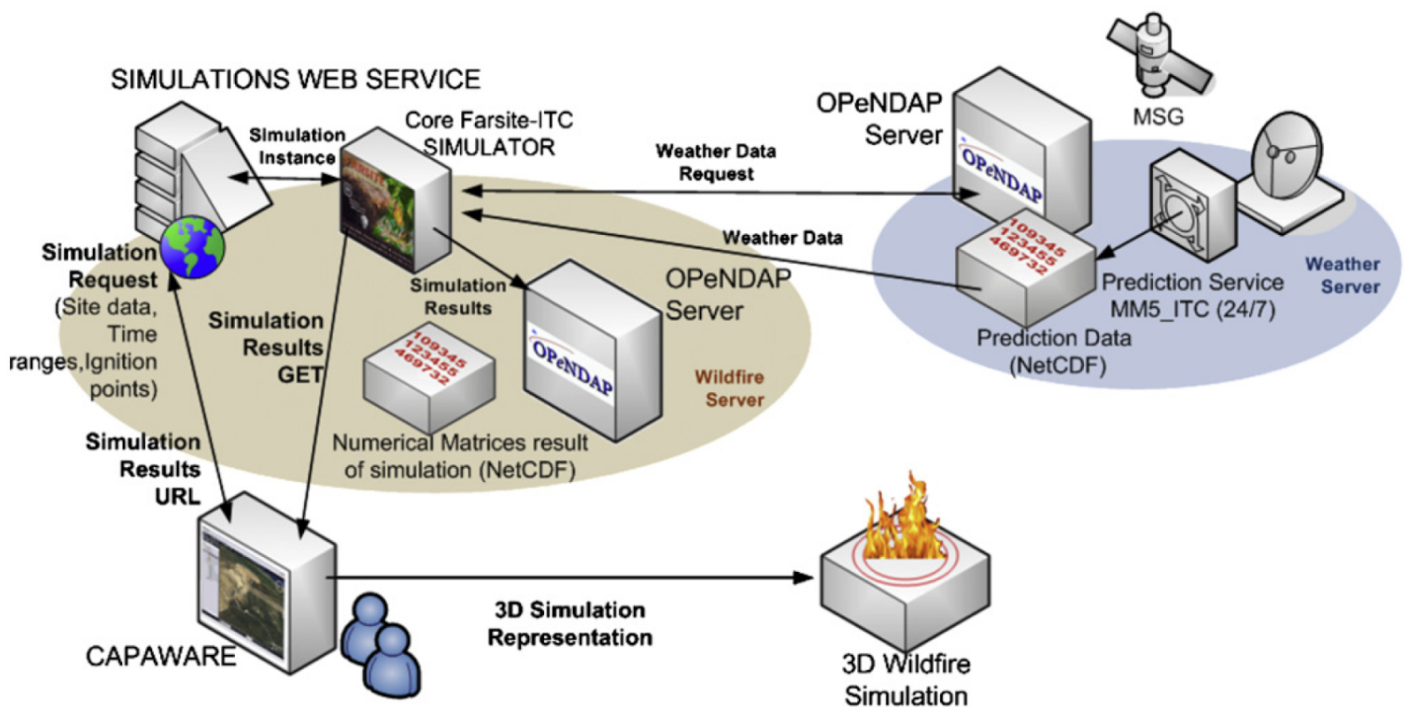 SIMULATIONS WEB SERVICE
Core Farsite-ITC
SIMULATOR
Simulation
Instance
Weather Data
Request
OPeNDAP
Server
OPeNDAP
MSG
109345
123455
469732
Weather Data
Prediction Service
MM5_ITC (24/7)
Weather
Server
Prediction Data
(NetCDF)
Simulation
Request
(Site data,
Time
ranges,Ignition
points)
Simulation
Results
GET
Simulation
Results
OPeNDAP
Server
OPeNDAP
109345
123455
469732
Wildfire
Server
Numerical Matrices result
of simulation (NetCDF)
Simulation
Results
URL
CAPAWARE
3D Simulation
Representation
3D Wildfire
Simulation